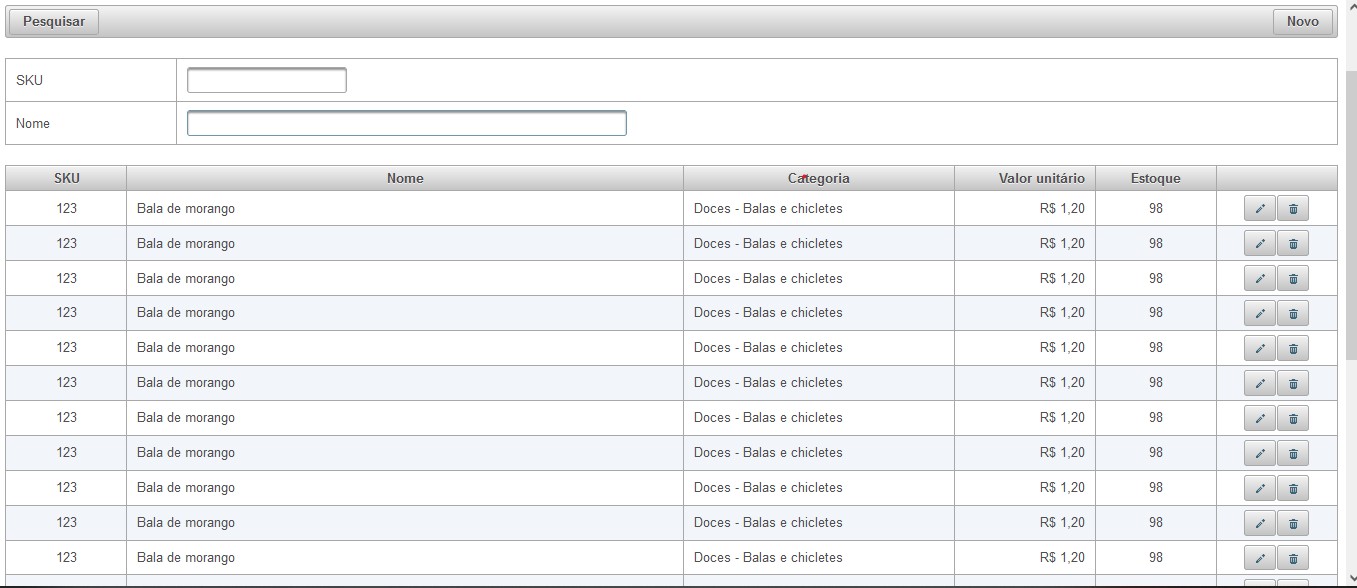 Pesquisar Novo
SKU
Nome
SKU Nome Categoria Valor unitário Estoque
123 Bala de morango Doces - Balas e chicletes R$ 1,20 98
123 Bala de morango Doces - Balas e chicletes R$ 1,20 98
123 Bala de morango Doces - Balas e chicletes R$ 1,20 98
123 Bala de morango Doces - Balas e chicletes R$ 1,20 98
123 Bala de morango Doces - Balas e chicletes R$ 1,20 98
123 Bala de morango Doces - Balas e chicletes R$ 1,20 98
123 Bala de morango Doces - Balas e chicletes R$ 1,20 98
123 Bala de morango Doces - Balas e chicletes R$ 1,20 98
123 Bala de morango Doces - Balas e chicletes R$ 1,20 98
123 Bala de morango Doces - Balas e chicletes R$ 1,20 98
123 Bala de morango Doces - Balas e chicletes R$ 1,20 98